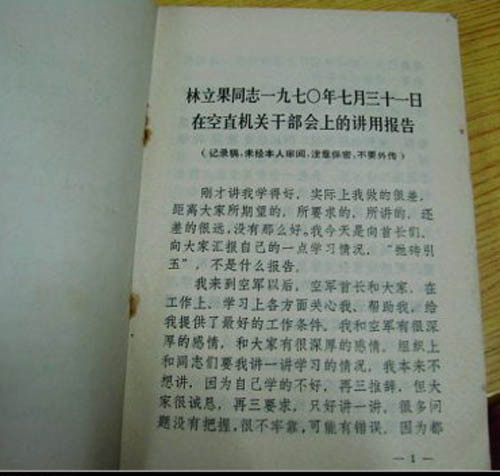 林立果同志一九七〇年七月三十一日
在空直机关干部会上的讲用报告
（记录稿，未经本人审阅，注意保密，不要外传）
刚才讲我学得好，实际上我做的很差，
距离大家所期望的，所要求的，所讲的，还
差的很远，没有那么好。我今天是向首长们，
向大家汇报自己的一点学习情况，“抛砖引
玉”，不是什么报告。
我来到空军以后，空军首长和大家，在
工作上，学习上各方面关心我、帮助我，给
我提供了最好的工作条件。我和空军有很深
厚的感情，和大家有很深厚的感情。组织上
和同志们要我讲一讲学习的情况，我本来不
想讲，因为自己学的不好，再三推辞，但大
家很诚恳，再三要求，只好讲一讲，很多问
题没有把握，很不牢靠，可能有错误，因为都
— 1 —